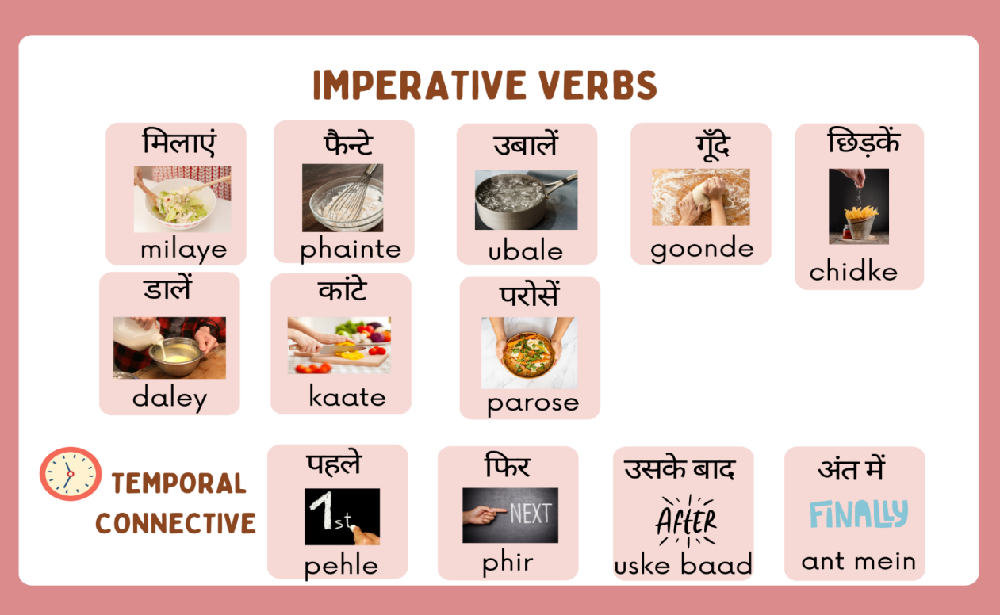 IMPERATIVE VERBS
मिलाएं
milaye
फैन्टे
phainte
उबालें
ubale
गूँदे
goonde
छिड़कें
chidke
डालें
daley
कांटे
kaate
परोसें
parose
TEMPORAL
CONNECTIVE
पहले
1st
pehle
फिर
NEXT
phir
उसके बाद
AFTER
uske baad
अंत में
FINALLY
ant mein